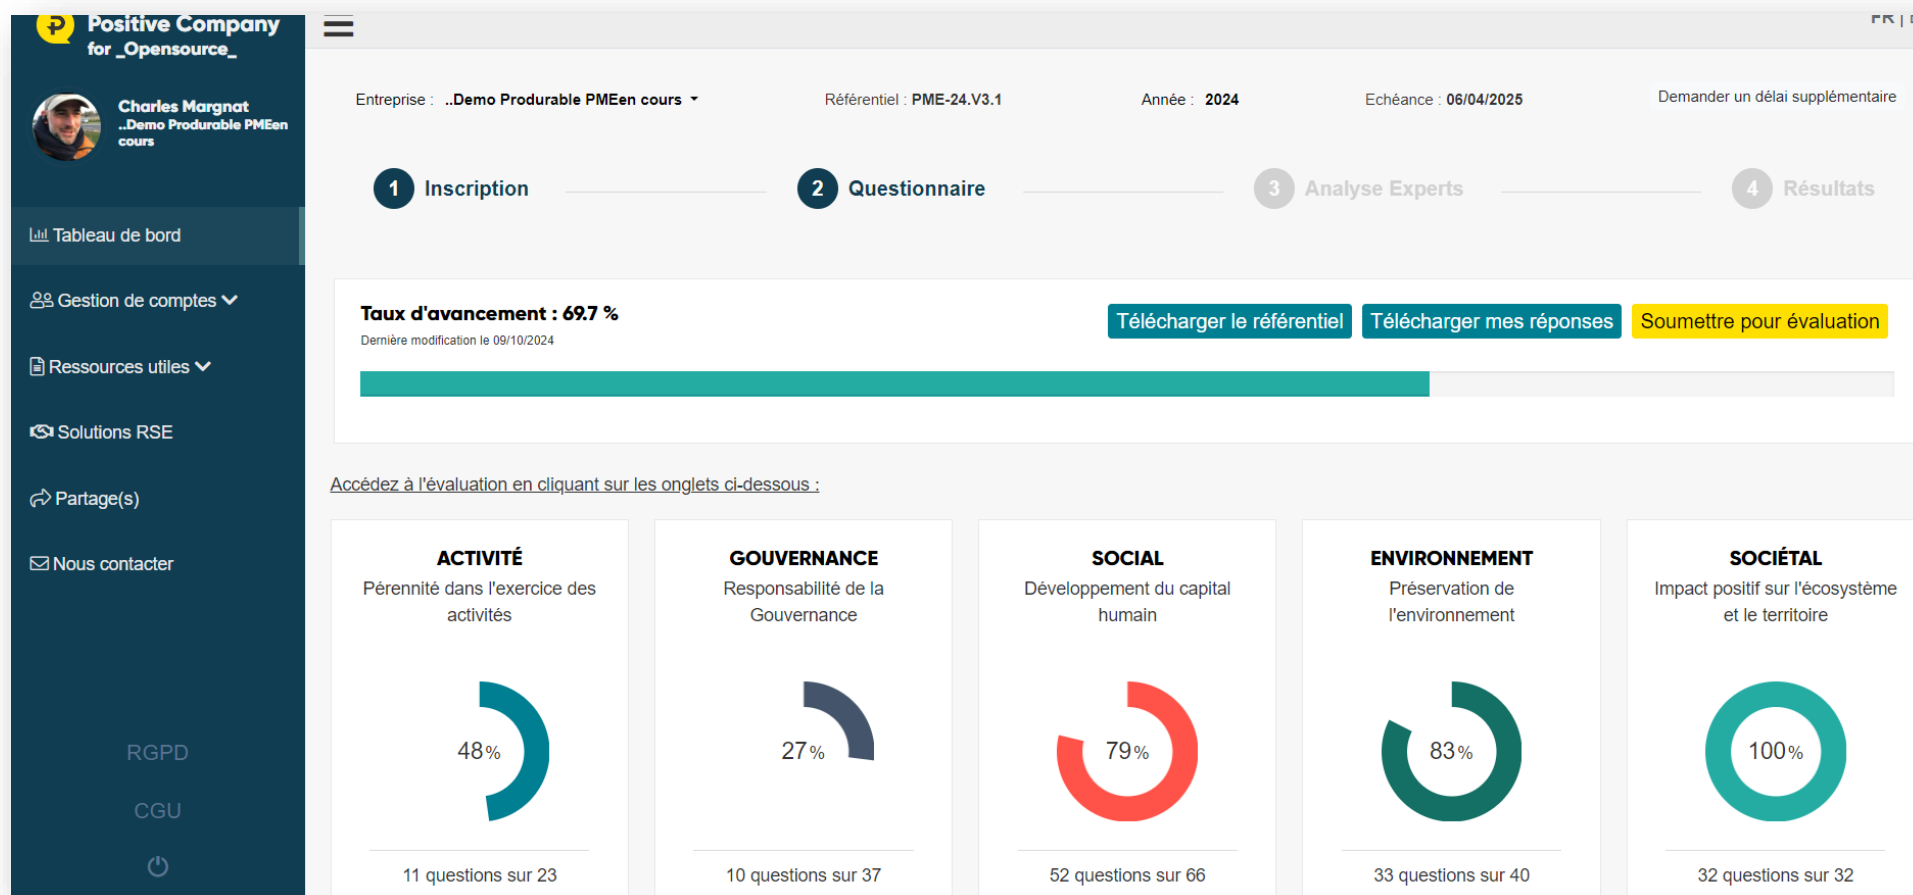 Positive Company
for _Opensource_
FR |
Charles Margnat
..Demo Produrable PMEen
cours
Entreprise : ..Demo Produrable PMEen cours
Référentiel : PME-24.V3.1
Année : 2024
Echéance : 06/04/2025
Demander un délai supplémentaire
1 Inscription
2 Questionnaire
3 Analyse Experts
4 Résultats
Tableau de bord
Gestion de comptes
Ressources utiles
Solutions RSE
Partage(s)
Nous contacter
RGPD
CGU
Taux d'avancement : 69.7 %
Dernière modification le 09/10/2024
Télécharger le référentiel
Télécharger mes réponses
Soumettre pour évaluation
Accédez à l'évaluation en cliquant sur les onglets ci-dessous :
ACTIVITÉ
Pérennité dans l'exercice des
activités
48%
11 questions sur 23
GOUVERNANCE
Responsabilité de la
Gouvernance
27%
10 questions sur 37
SOCIAL
Développement du capital
humain
79%
52 questions sur 66
ENVIRONNEMENT
Préservation de
l'environnement
83%
33 questions sur 40
SOCIÉTAL
Impact positif sur l'écosystème
et le territoire
100%
32 questions sur 32